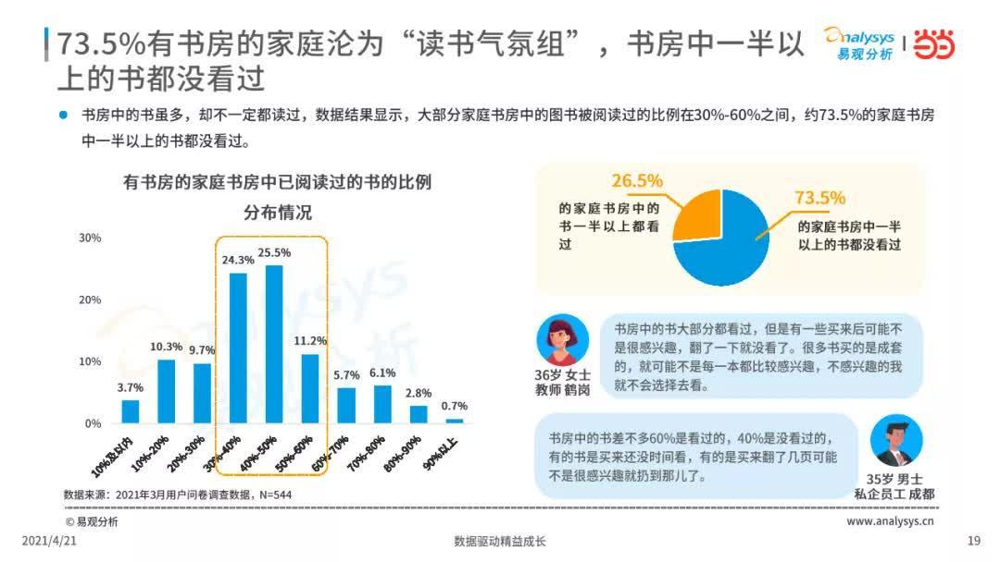 73.5%有书房的家庭沦为“读书气氛组”，书房中一半以
上的书都没看过
analysys
易观分析
当当
书房中的书虽多，却不一定都读过，数据结果显示，大部分家庭书房中的图书被阅读过的比例在30%-60%之间，约73.5%的家庭书房
中一半以上的书都没看过。
有书房的家庭书房中已阅读过的书的比例
分布情况
30%
20%
10%
0%
3.7%
10.3%
9.7%
24.3%
25.5%
11.2%
5.7%
6.1%
2.8%
0.7%
10%及以内
10%-20%
20%-30%
30%-40%
40%-50%
50%-60%
60%-70%
70%-80%
80%-90%
90%以上
analysys
易观分析
数据来源：2021年3月用户问卷调查数据，N=544
26.5%
的家庭书房中的
书一半以上都看
过
73.5%
的家庭书房中一半
以上的书都没看过
36岁 女士
教师 鹤岗
书房中的书大部分都看过，但是有一些买来后可能不
是很感兴趣，翻了一下就没看了。很多书买的是成套
的，就可能不是每一本都比较感兴趣，不感兴趣的我
就不会选择去看。
书房中的书差不多60%是看过的，40%是没看过的，
有的书是买来还没时间看，有的是买来翻了几页可能
不是很感兴趣就扔到那儿了。
35岁 男士
私企员工 成都
© 易观分析
www.analysys.cn
2021/4/21
数据驱动精益成长
19